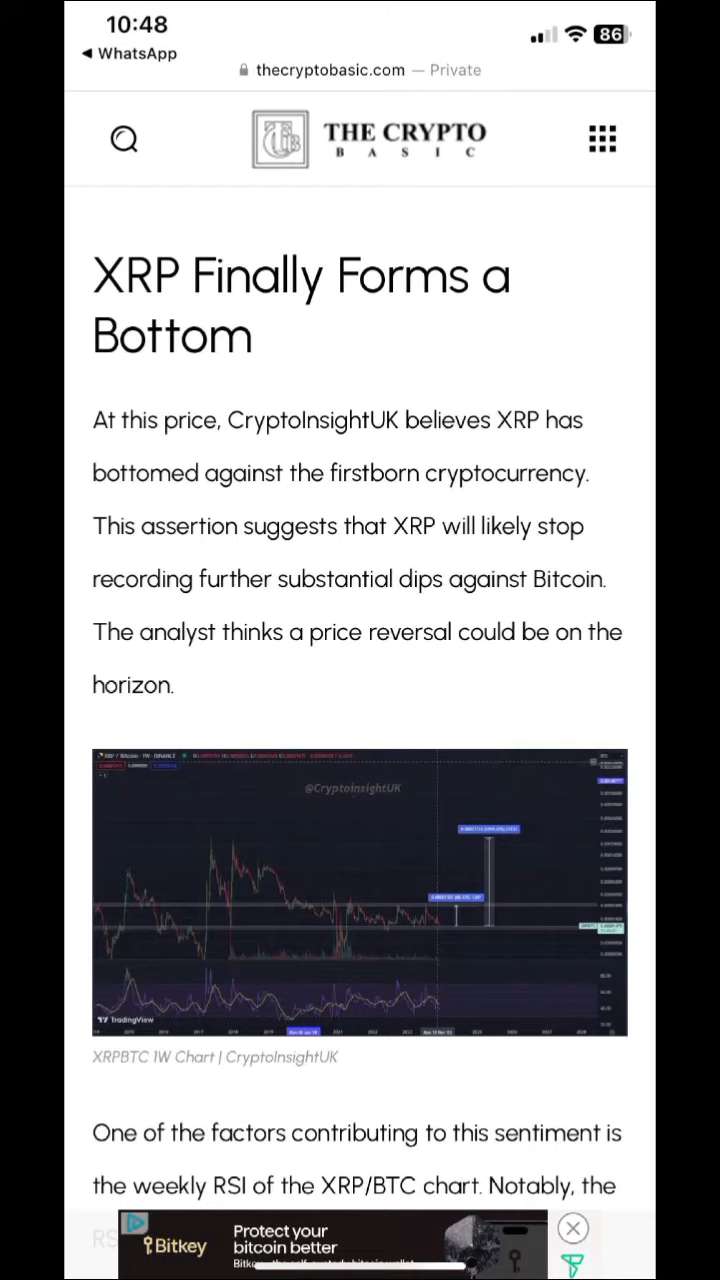 10:48
86
WhatsApp
thecryptobasic.com — Private
THE CRYPTO
BASIC
XRP Finally Forms a
Bottom
At this price, CryptoInsightUK believes XRP has
bottomed against the firstborn cryptocurrency.
This assertion suggests that XRP will likely stop
recording further substantial dips against Bitcoin.
The analyst thinks a price reversal could be on the
horizon.
@CryptoInsightUK
TradingView
XRPBTC 1W Chart | CryptoInsightUK
One of the factors contributing to this sentiment is
the weekly RSI of the XRP/BTC chart. Notably, the
Bitkey
Protect your
bitcoin better